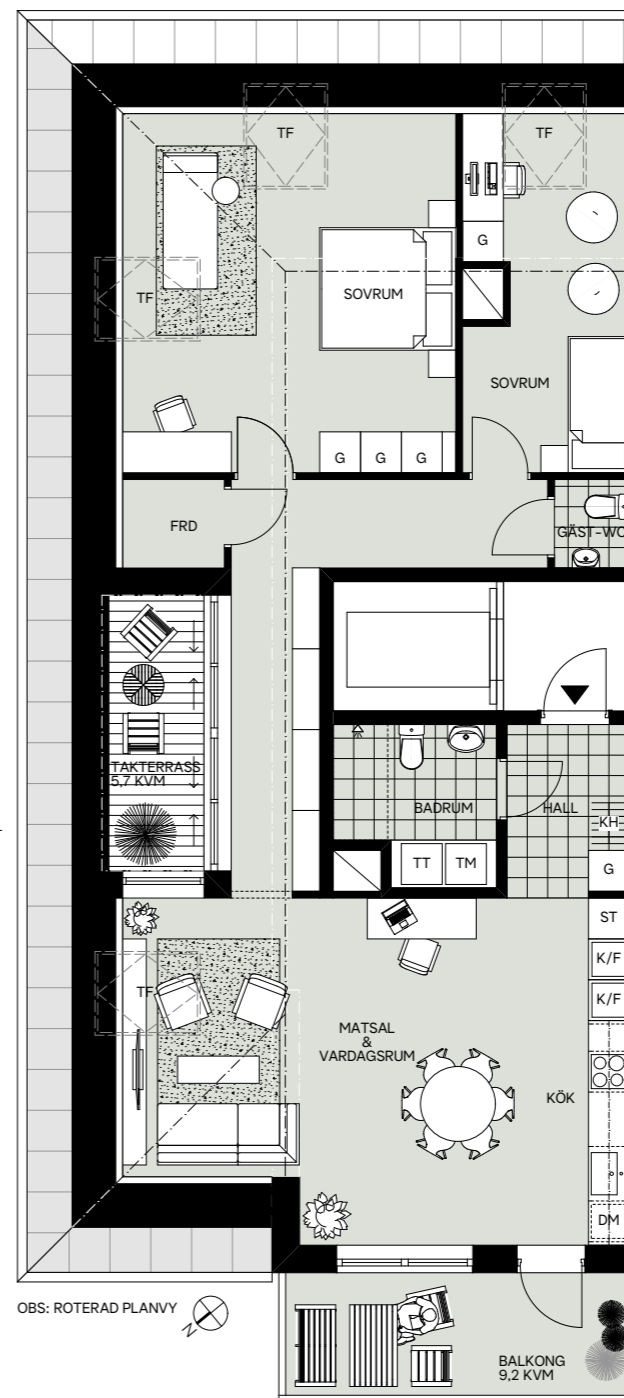 TF
TF
G
TF
SOVRUM
SOVRUM
G
G
G
FRD
GÄST-WC
TAKTERRASS
5,7 KVM
BADRUM
HALL
KH
TT
TM
G
ST
K/F
K/F
TF
MATSAL
&
VARDAGSRUM
KÖK
DM
OBS: ROTERAD PLANVY
N
BALKONG
9,2 KVM